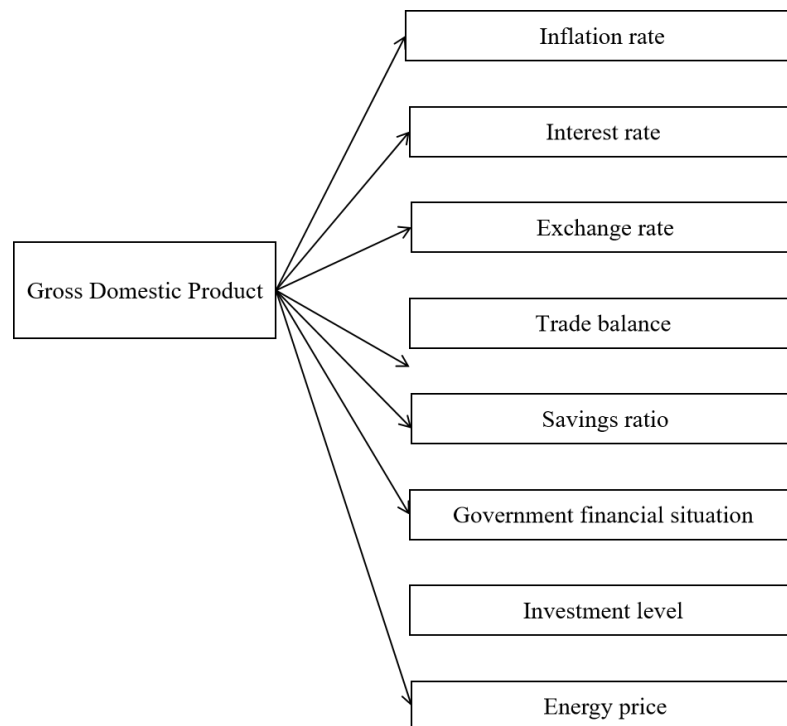 Inflation rate
Interest rate
Exchange rate
Gross Domestic Product
Trade balance
Savings ratio
Government financial situation
Investment level
Energy price